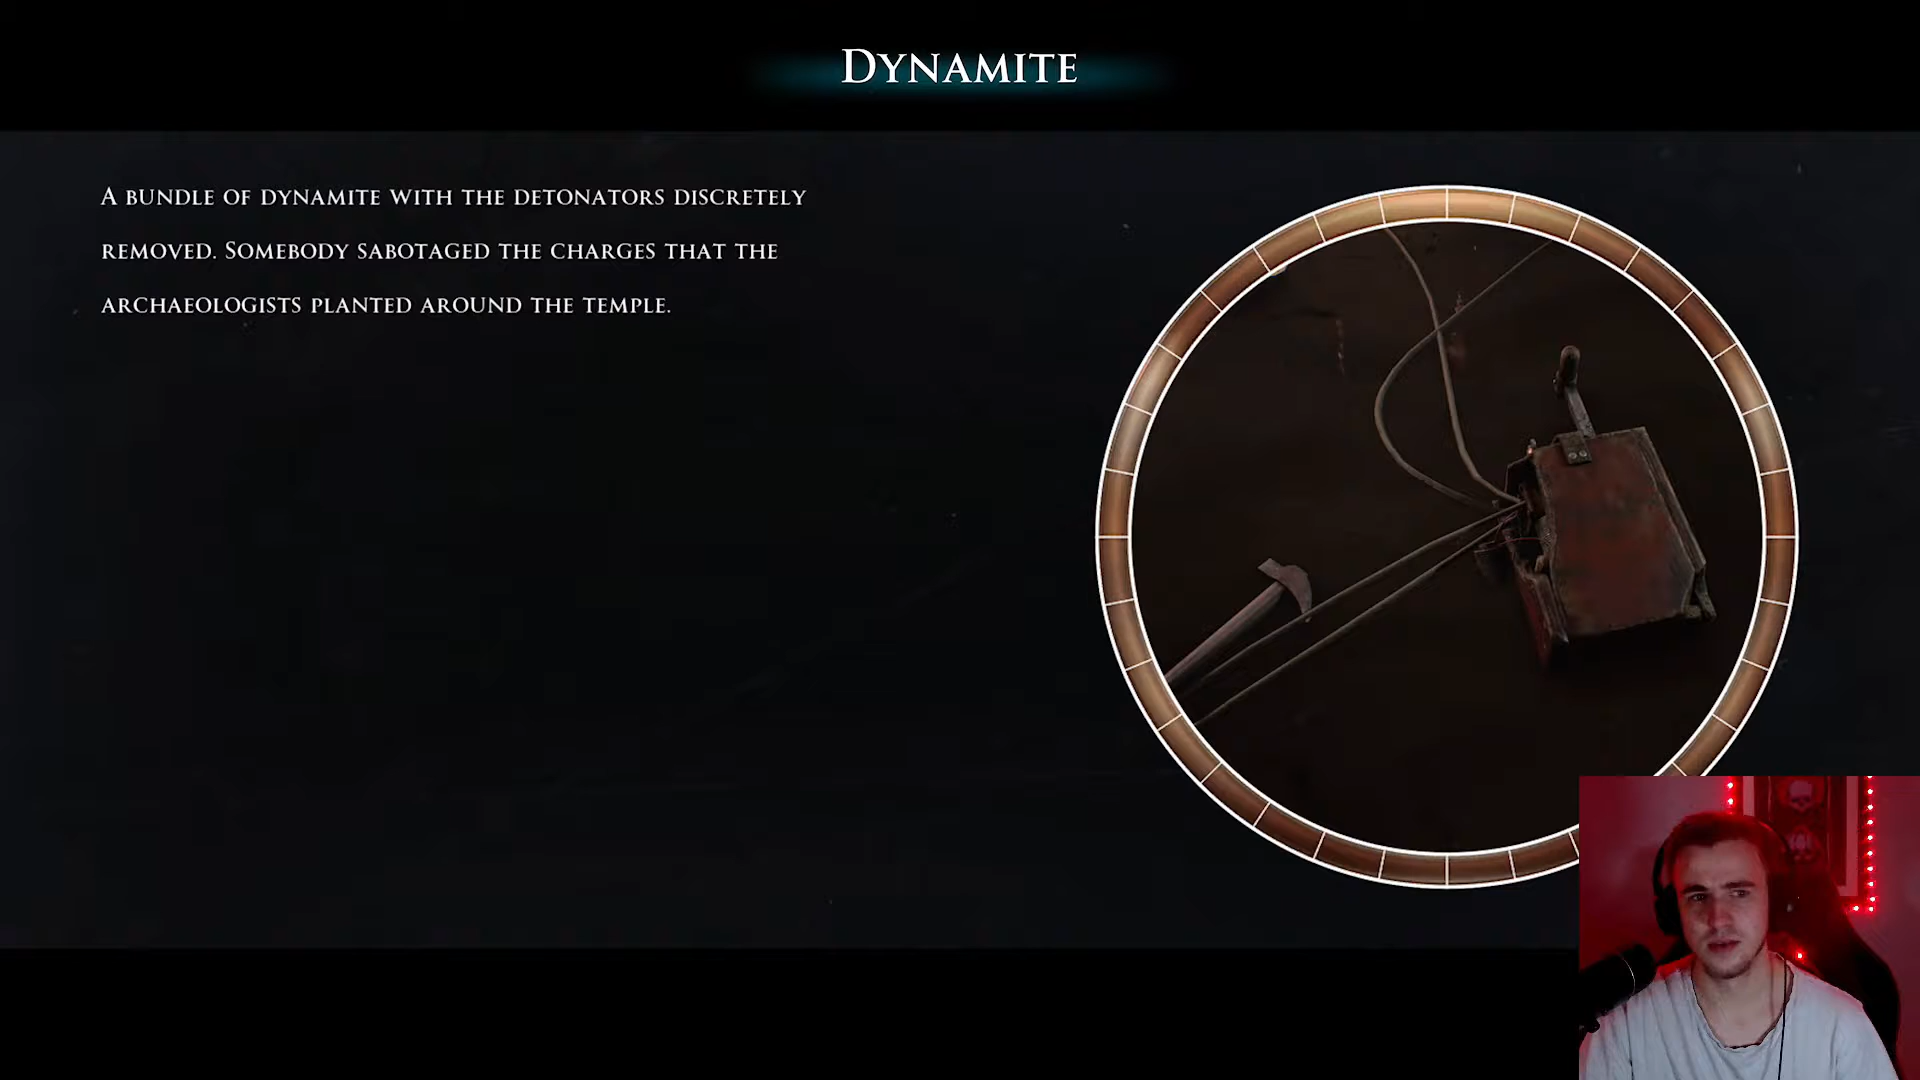 Dynamite
A bundle of dynamite with the detonators discretely
removed. Somebody sabotaged the charges that the
archaeologists planted around the temple.